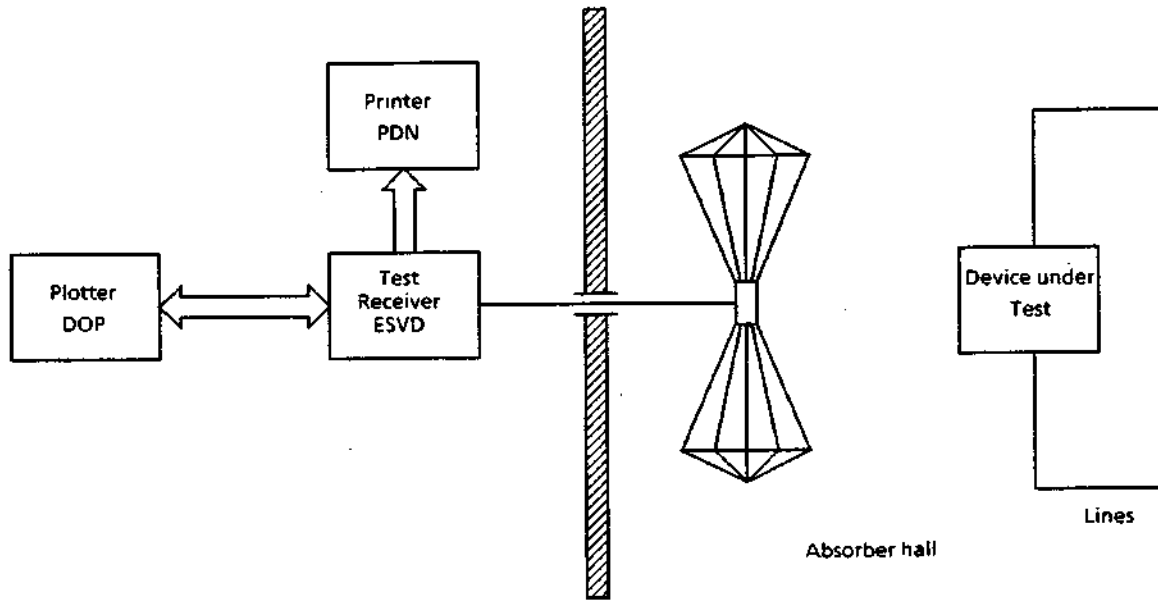 Printer
PDN
Plotter
DOP
Test
Receiver
ESVD
Device under
Test
Lines
Absorber hall